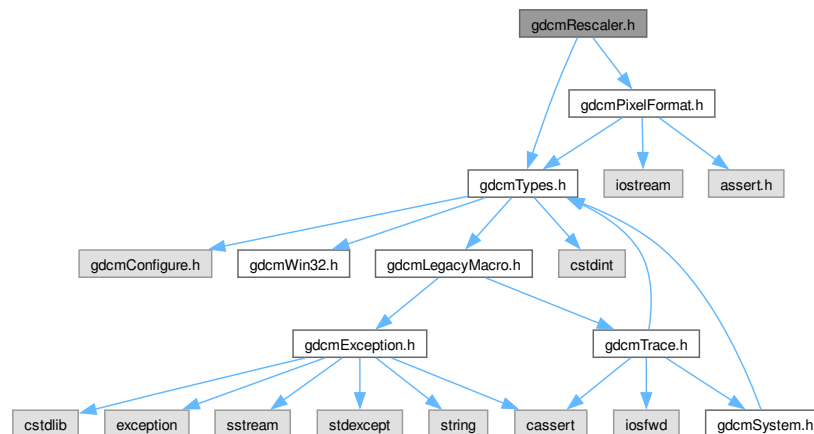 gdcmRescaler.h
gdcmPixelFormat.h
gdcmTypes.h
iostream
assert.h
gdcmConfigure.h
gdcmWin32.h
gdcmLegacyMacro.h
cstdint
gdcmException.h
gdcmTrace.h
cstdlib
exception
sstream
stdexcept
string
cassert
iosfwd
gdcmSystem.h